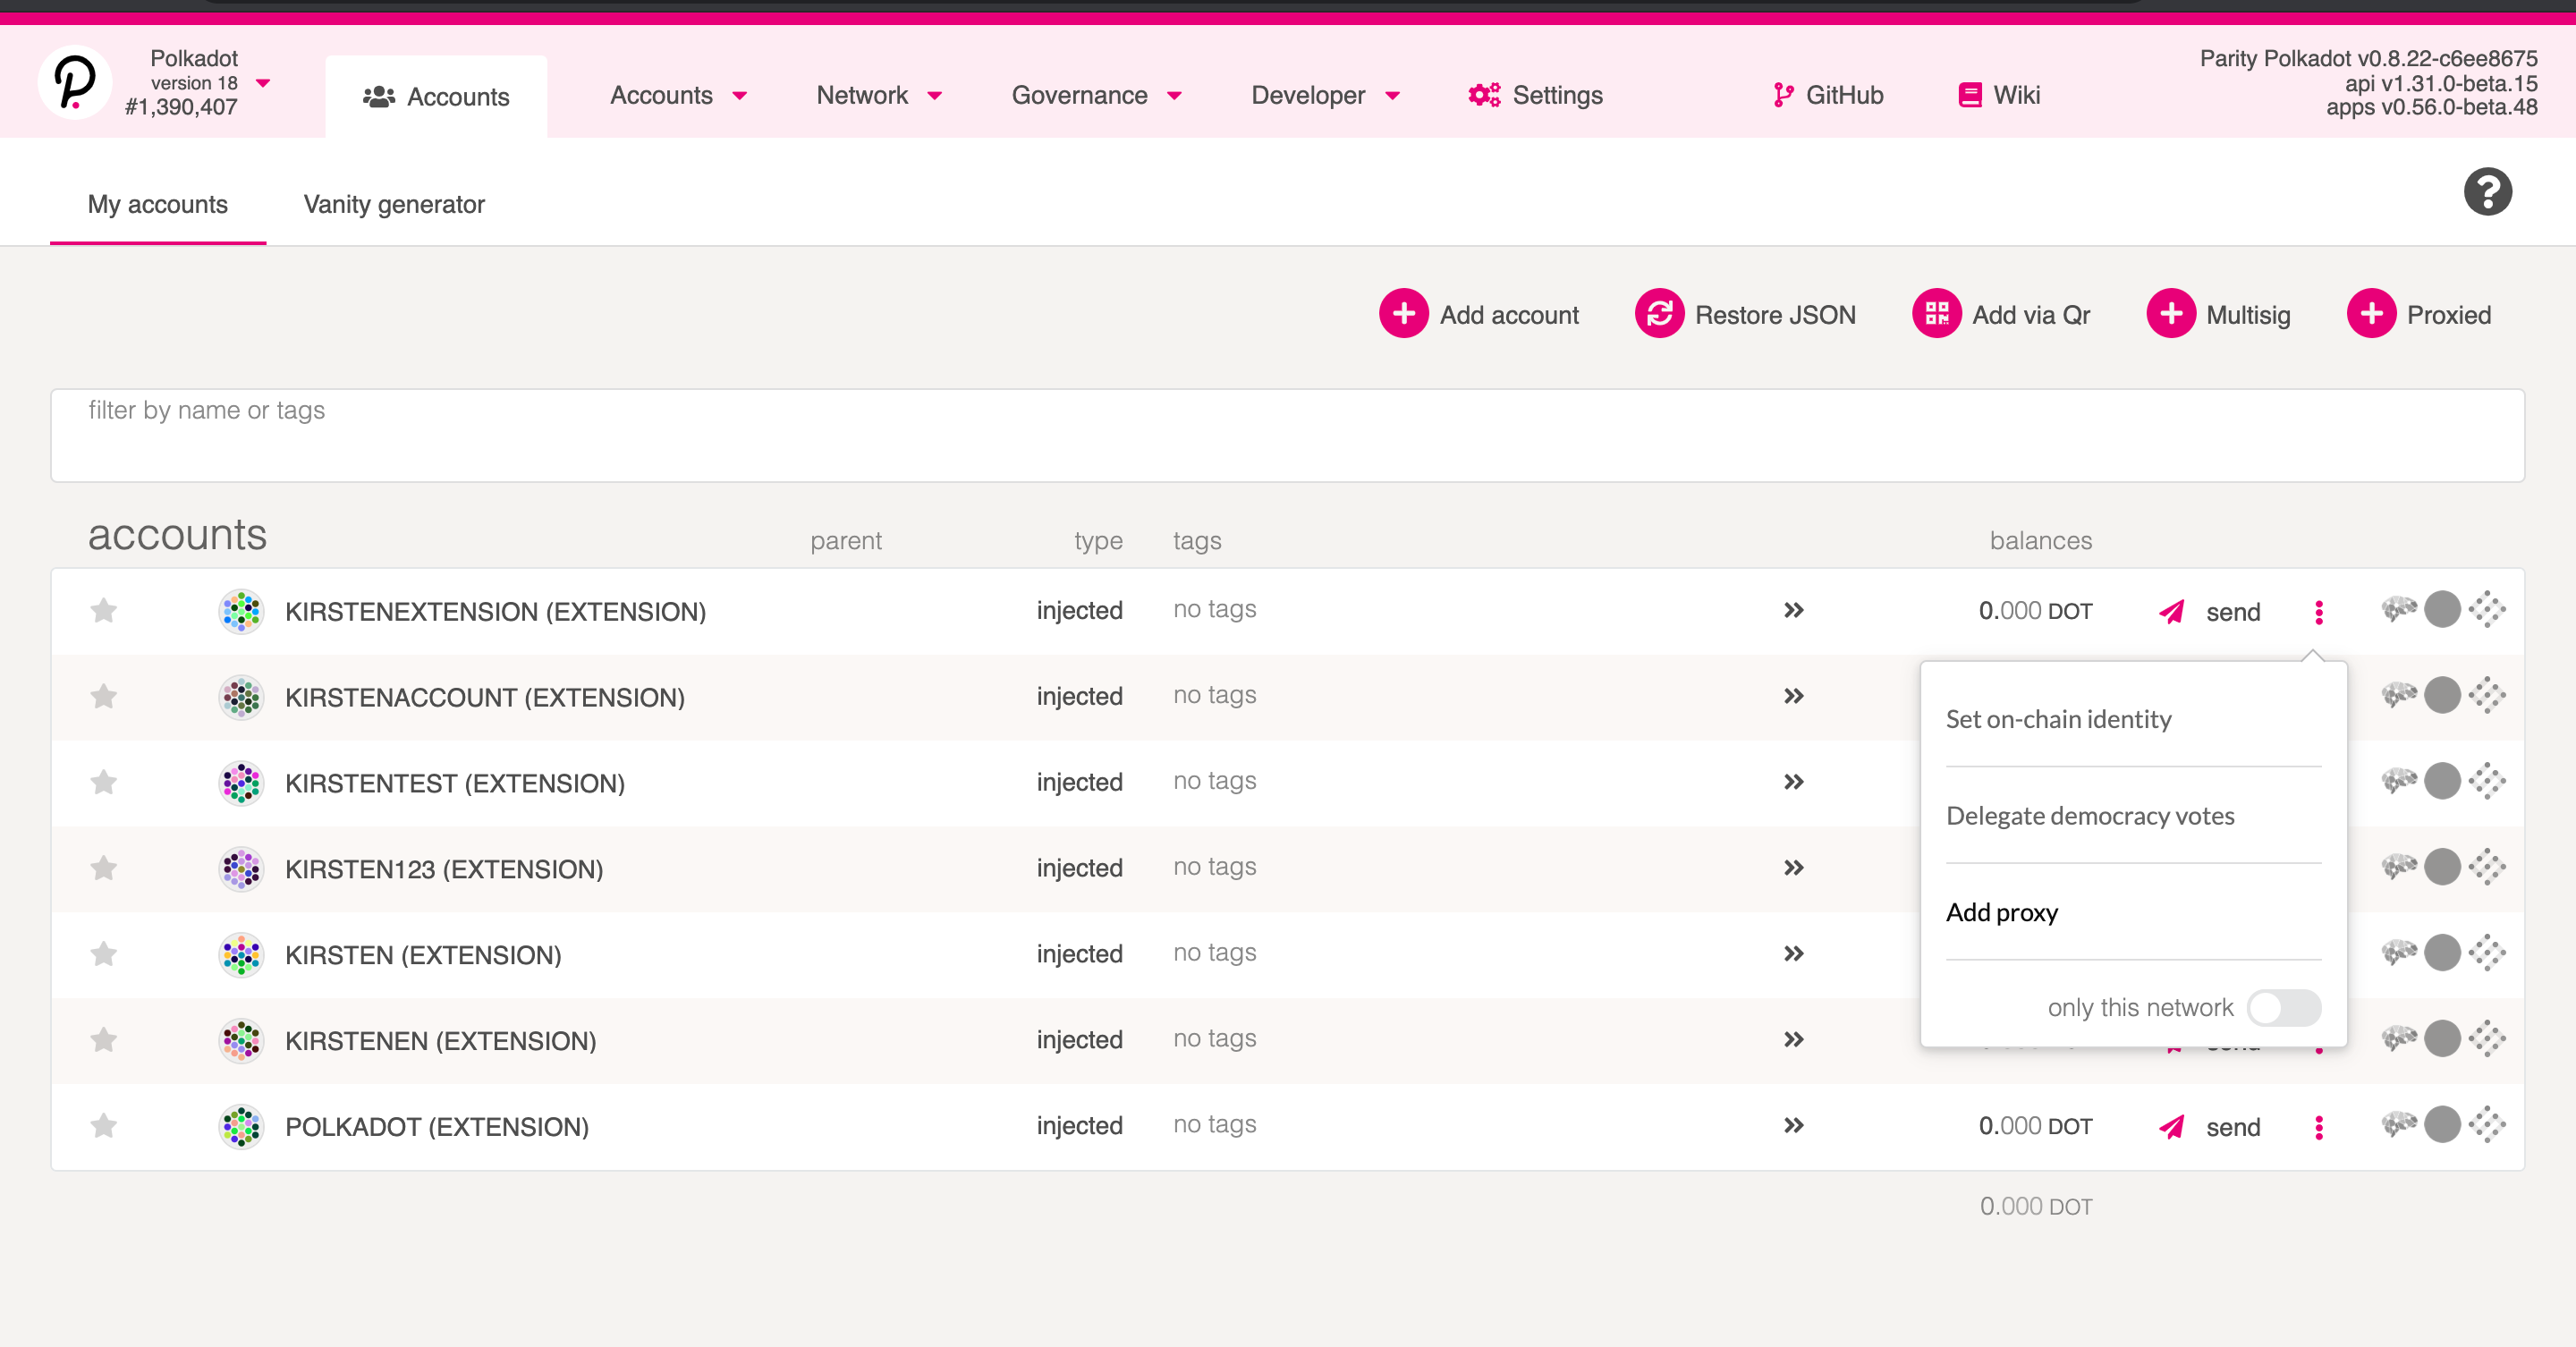 Polkadot
version 18
#1,390,407
Accounts
Accounts
Network
Governance
Developer
Settings
GitHub
Wiki
Parity Polkadot v0.8.22-c6ee8675
api v1.31.0-beta.15
apps v0.56.0-beta.48
My accounts
Vanity generator
Add account
Restore JSON
Add via Qr
Multisig
Proxied
filter by name or tags
accounts parent type tags balances
KIRSTENEXTENSION (EXTENSION) injected no tags 0.000 DOT send
KIRSTENACCOUNT (EXTENSION) injected no tags
KIRSTENTEST (EXTENSION) injected no tags
KIRSTEN123 (EXTENSION) injected no tags
KIRSTEN (EXTENSION) injected no tags
KIRSTENEN (EXTENSION) injected no tags
POLKADOT (EXTENSION) injected no tags 0.000 DOT send
0.000 DOT
Set on-chain identity
Delegate democracy votes
Add proxy
only this network